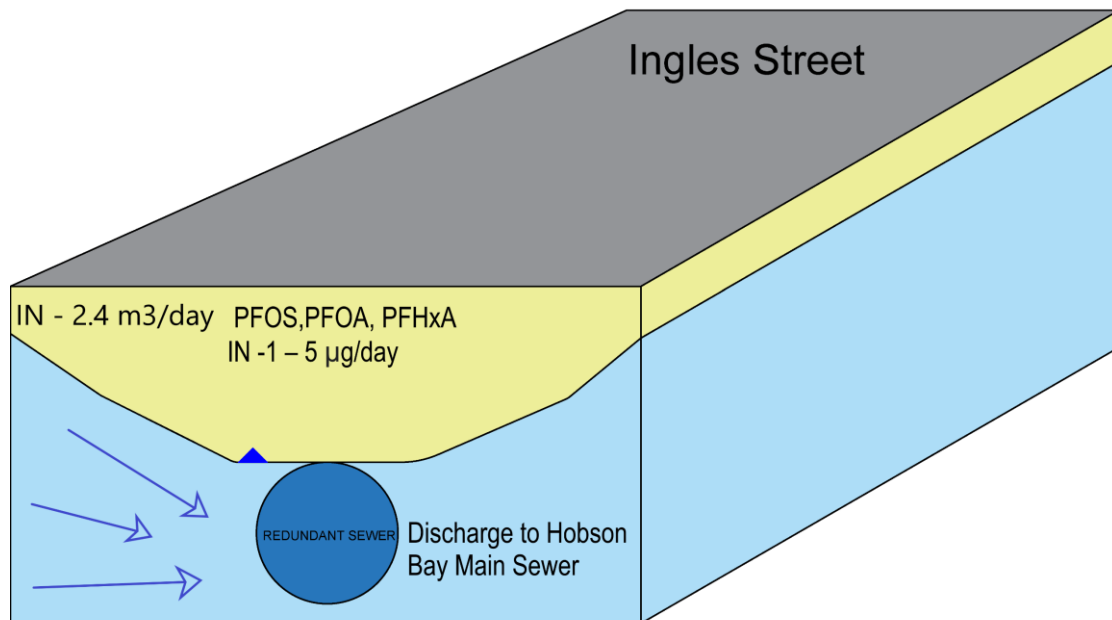 Ingles Street
IN - 2.4 m3/day
PFOS,PFOA, PFHxA
IN -1 – 5 µg/day
REDUNDANT SEWER
Discharge to Hobson
Bay Main Sewer